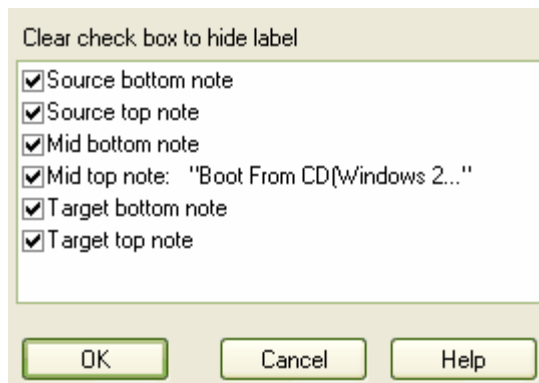 Clear check box to hide label
Source bottom note
Source top note
Mid bottom note
Mid top note: "Boot From CD(Windows 2..."
Target bottom note
Target top note
OK Cancel Help